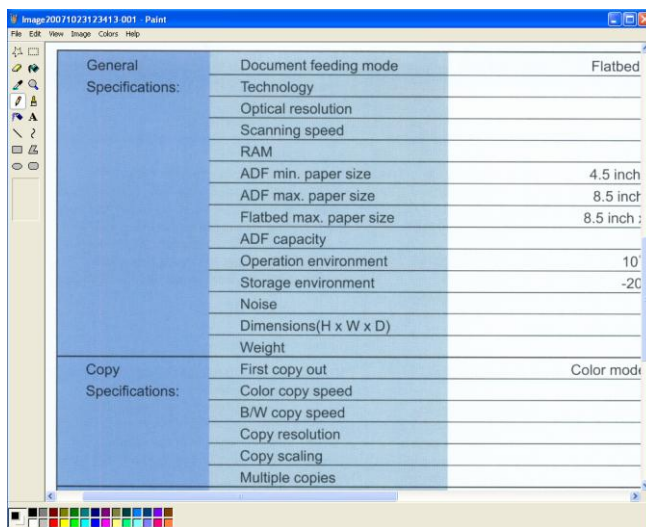 Image20071023123413-001 - Paint
File Edit View Image Colors Help
General Document feeding mode Flatbed
Specifications: Technology
Optical resolution
Scanning speed
RAM
ADF min. paper size 4.5 inch
ADF max. paper size 8.5 inch
Flatbed max. paper size 8.5 inch
ADF capacity
Operation environment 10
Storage environment -20
Noise
Dimensions(H x W x D)
Weight
Copy First copy out Color mode
Specifications: Color copy speed
B/W copy speed
Copy resolution
Copy scaling
Multiple copies